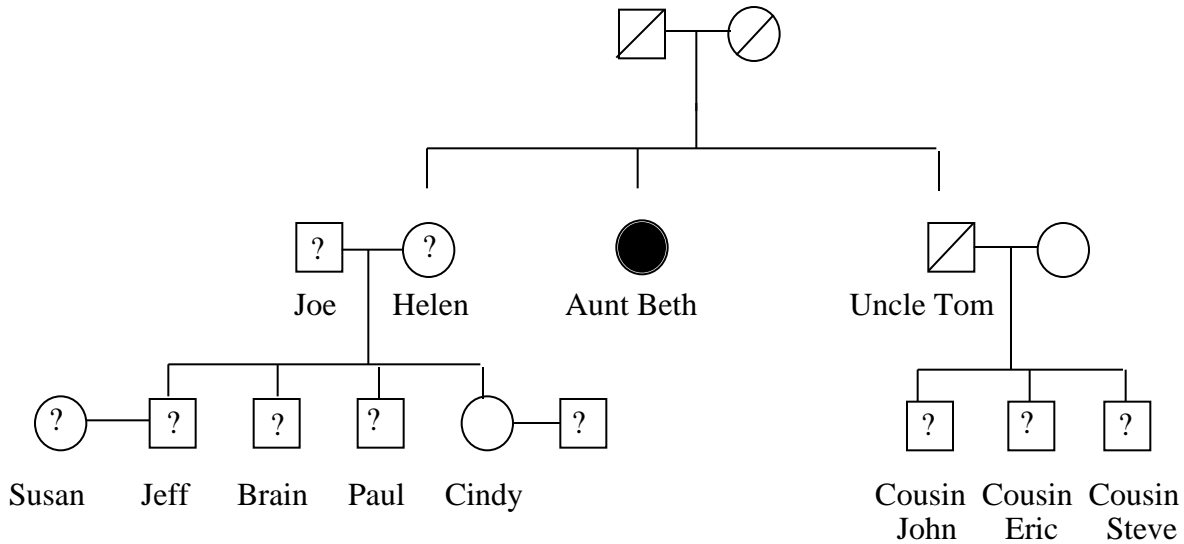 ? ?
Joe Helen Aunt Beth Uncle Tom
? ? ? ? ? ? ? ?
Susan Jeff Brain Paul Cindy Cousin Cousin Cousin
John Eric Steve